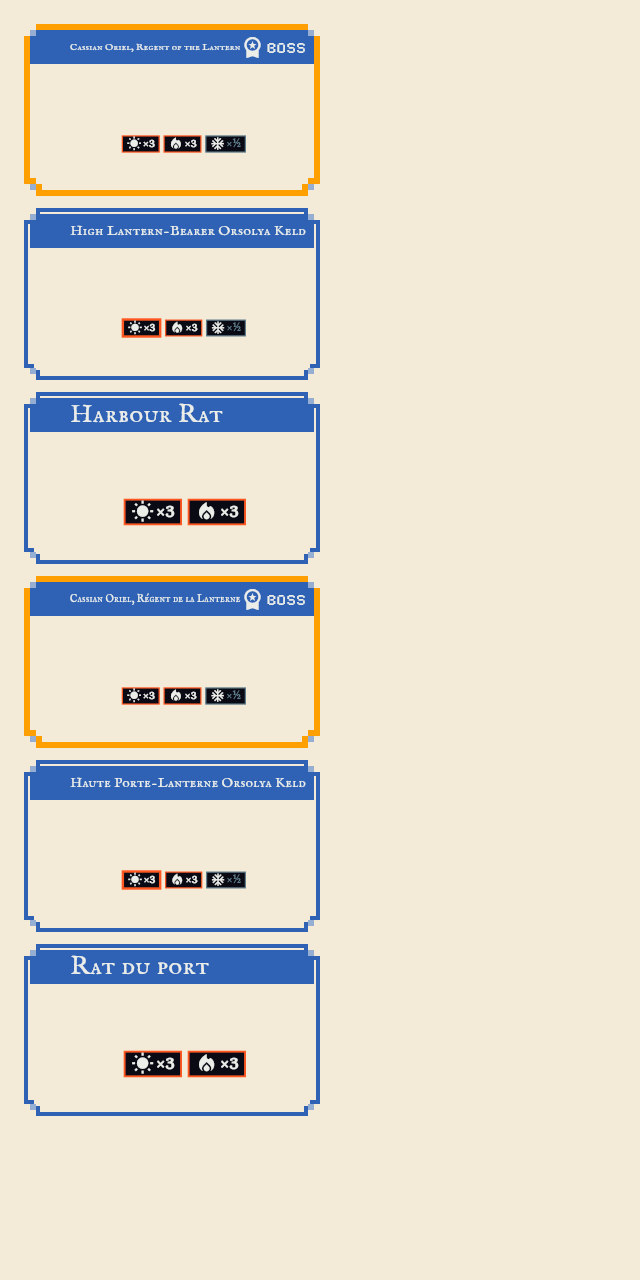 Cassian Oriel, Regent of the Lantern BOSS
×3 ×3 ×½
High Lantern-Bearer Orsolya Keld
×3 ×3 ×½
Harbour Rat
×3 ×3
Cassian Oriel, Régent de la Lanterne BOSS
×3 ×3 ×½
Haute Porte-Lanterne Orsolya Keld
×3 ×3 ×½
Rat du port
×3 ×3